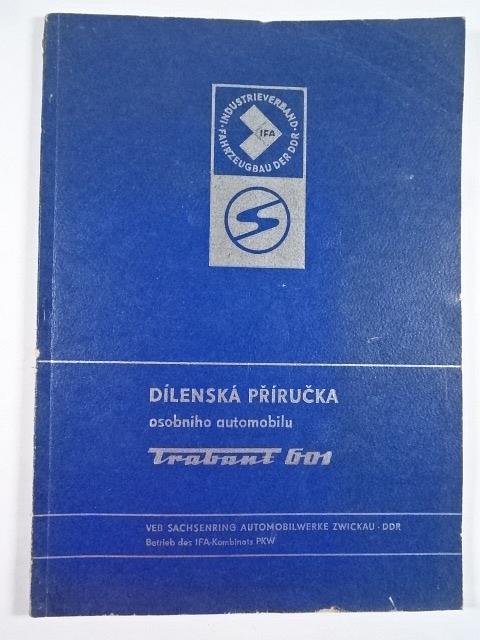 ·INDUSTRIEVERBAND·
FAHRZEUGBAU DER DDR
IFA
DÍLENSKÁ PŘÍRUČKA
osobního automobilu
Trabant 601
VEB SACHSENRING AUTOMOBILWERKE ZWICKAU · DDR
Betrieb des IFA-Kombinats PKW